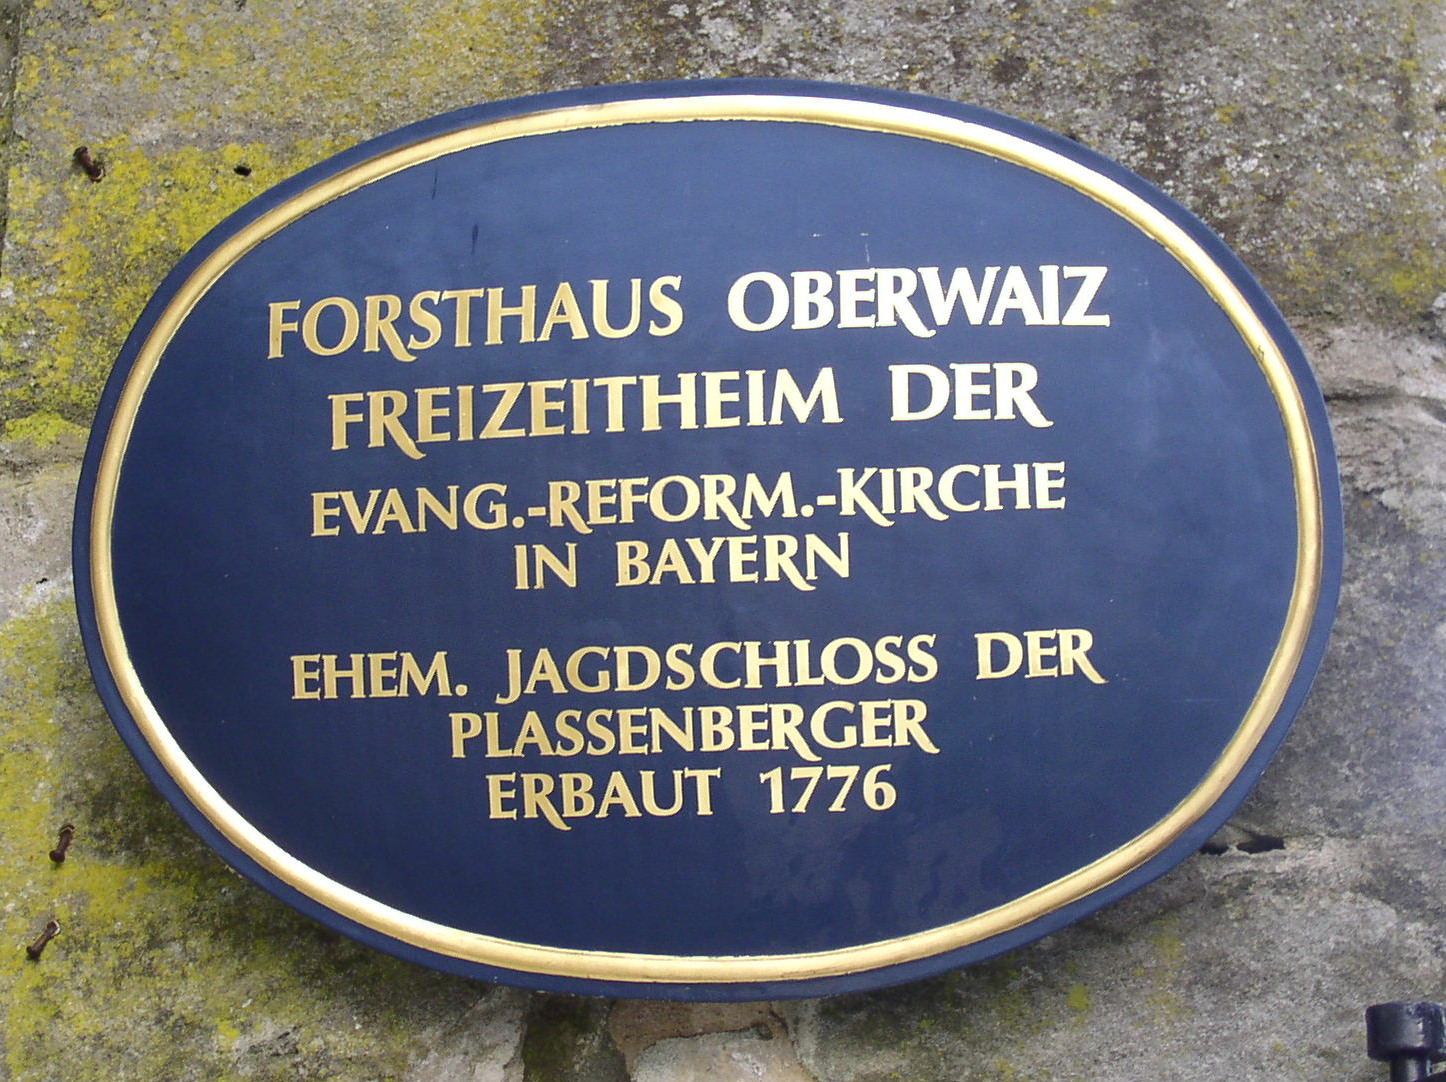 FORSTHAUS OBERWAIZ
FREIZEITHEIM DER
EVANG.-REFORM.-KIRCHE
IN BAYERN
EHEM. JAGDSCHLOSS DER
PLASSENBERGER
ERBAUT 1776